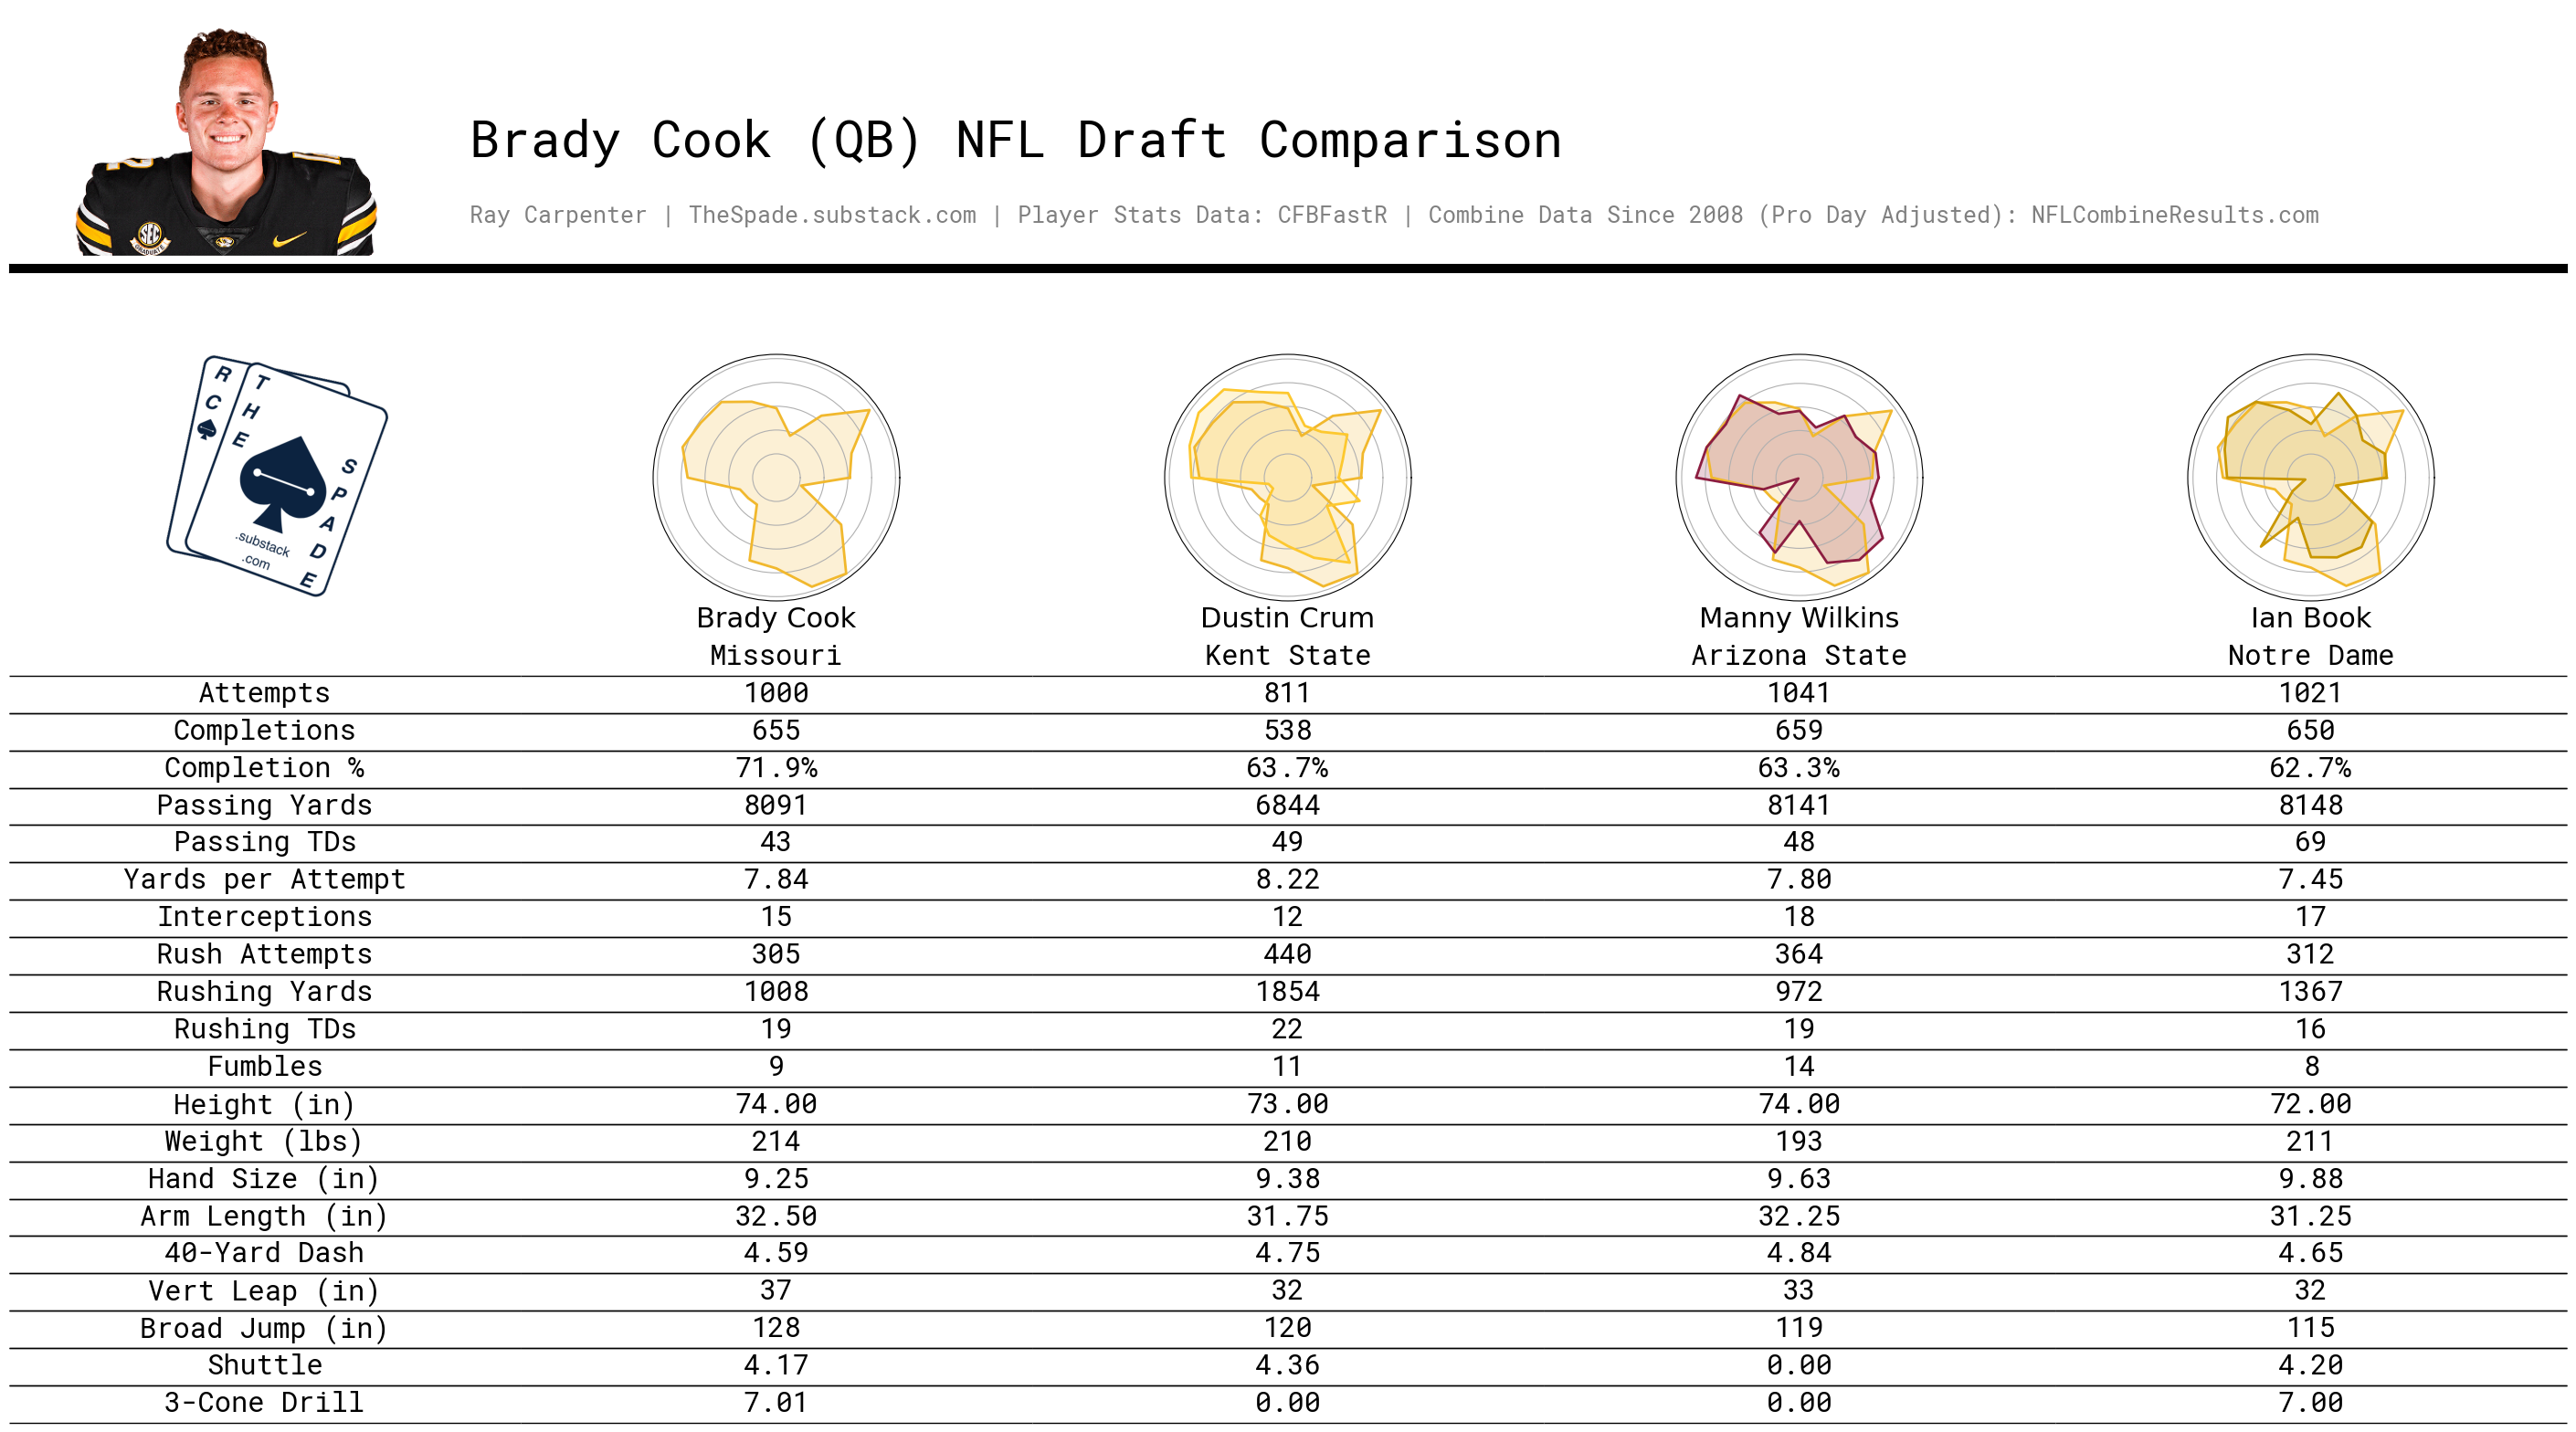 Brady Cook (QB) NFL Draft Comparison
Ray Carpenter | TheSpade.substack.com | Player Stats Data: CFBFastR | Combine Data Since 2008 (Pro Day Adjusted): NFLCombineResults.com
SEC
GRADUATE
RC
THE
SPADE
.substack
.com
Brady Cook Dustin Crum Manny Wilkins Ian Book
Missouri Kent State Arizona State Notre Dame
Attempts 1000 811 1041 1021
Completions 655 538 659 650
Completion % 71.9% 63.7% 63.3% 62.7%
Passing Yards 8091 6844 8141 8148
Passing TDs 43 49 48 69
Yards per Attempt 7.84 8.22 7.80 7.45
Interceptions 15 12 18 17
Rush Attempts 305 440 364 312
Rushing Yards 1008 1854 972 1367
Rushing TDs 19 22 19 16
Fumbles 9 11 14 8
Height (in) 74.00 73.00 74.00 72.00
Weight (lbs) 214 210 193 211
Hand Size (in) 9.25 9.38 9.63 9.88
Arm Length (in) 32.50 31.75 32.25 31.25
40-Yard Dash 4.59 4.75 4.84 4.65
Vert Leap (in) 37 32 33 32
Broad Jump (in) 128 120 119 115
Shuttle 4.17 4.36 0.00 4.20
3-Cone Drill 7.01 0.00 0.00 7.00